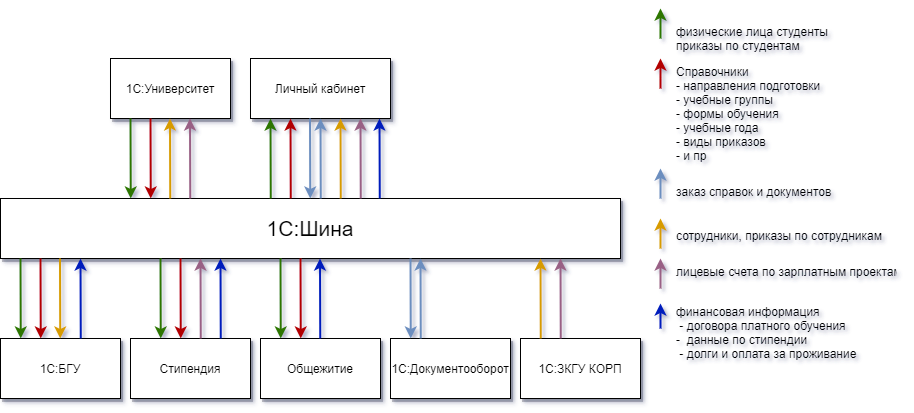 1С:Университет
Личный кабинет
1С:Шина
1С:БГУ
Стипендия
Общежитие
1С:Документооборот
1С:ЗКГУ КОРП
физические лица студенты
приказы по студентам
Справочники
- направления подготовки
- учебные группы
- формы обучения
- учебные года
- виды приказов
- и пр
заказ справок и документов
сотрудники, приказы по сотрудникам
лицевые счета по зарплатным проектам
финансовая информация
- договора платного обучения
- данные по стипендии
- долги и оплата за проживание